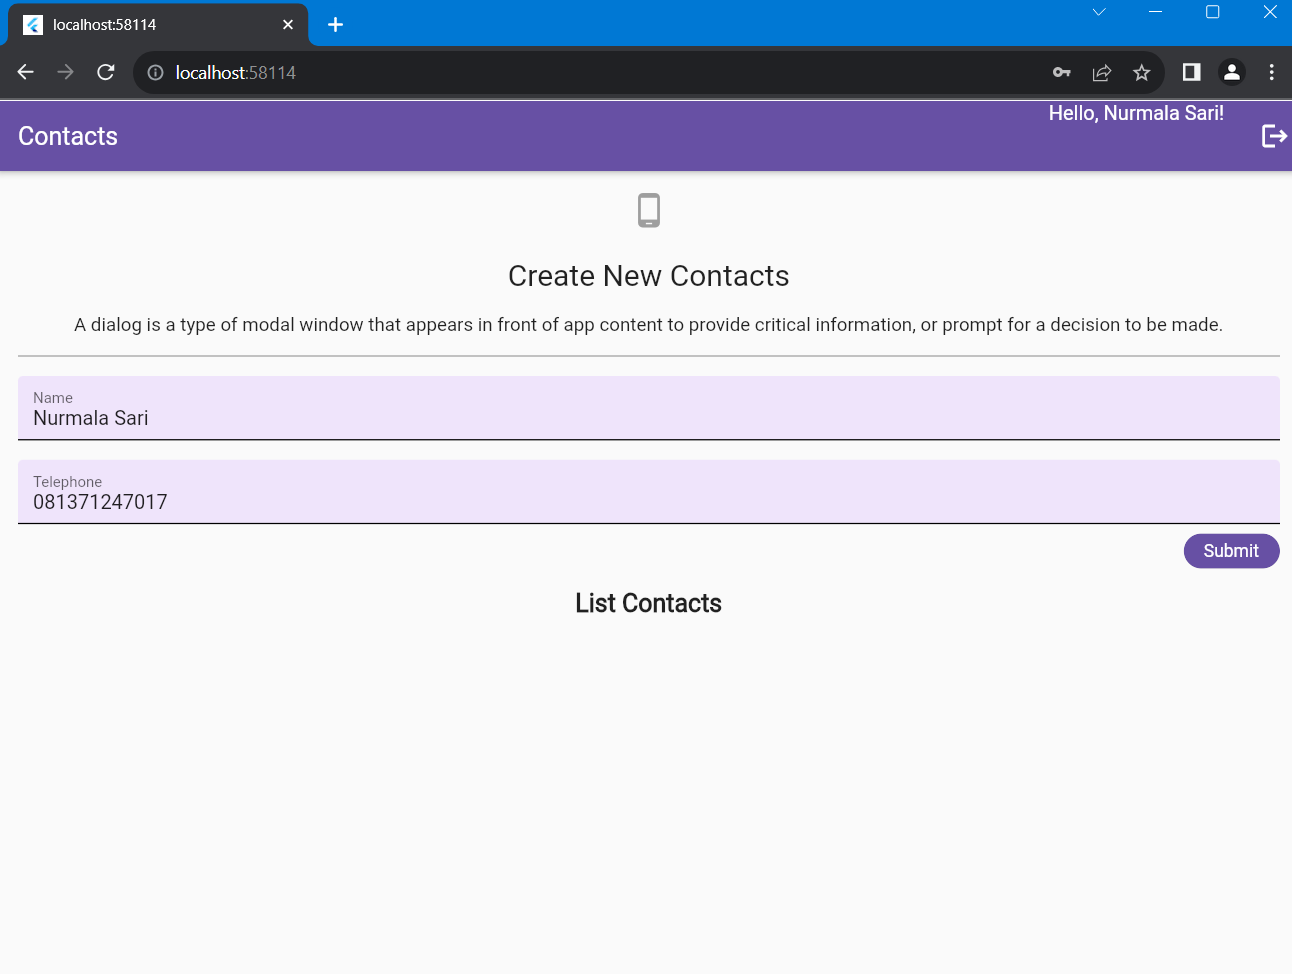 localhost:58114
localhost:58114
Hello, Nurmala Sari!
Contacts
Create New Contacts
A dialog is a type of modal window that appears in front of app content to provide critical information, or prompt for a decision to be made.
Name
Nurmala Sari
Telephone
081371247017
Submit
List Contacts